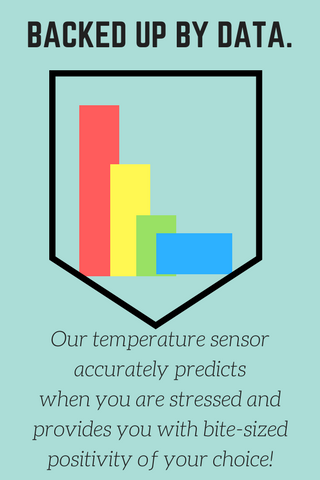 BACKED UP BY DATA.
Our temperature sensor
accurately predicts
when you are stressed and
provides you with bite-sized
positivity of your choice!